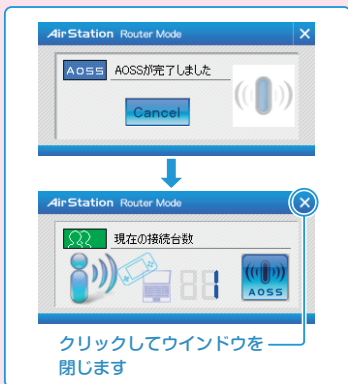 AirStation Router Mode
AOSS AOSSが完了しました
Cancel
AirStation Router Mode
現在の接続台数
1
AOSS
クリックしてウインドウを
閉じます